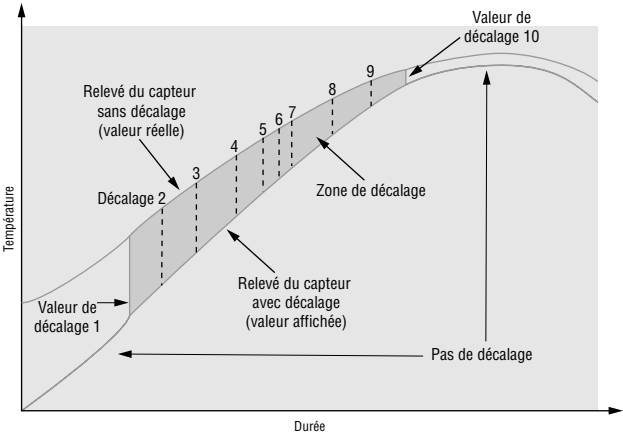 Valeur de
décalage 10
9
8
Relevé du capteur
sans décalage
(valeur réelle)
7
6
5
4
3
Décalage 2
Zone de décalage
Température
Relevé du capteur
avec décalage
(valeur affichée)
Valeur de
décalage 1
Pas de décalage
Durée